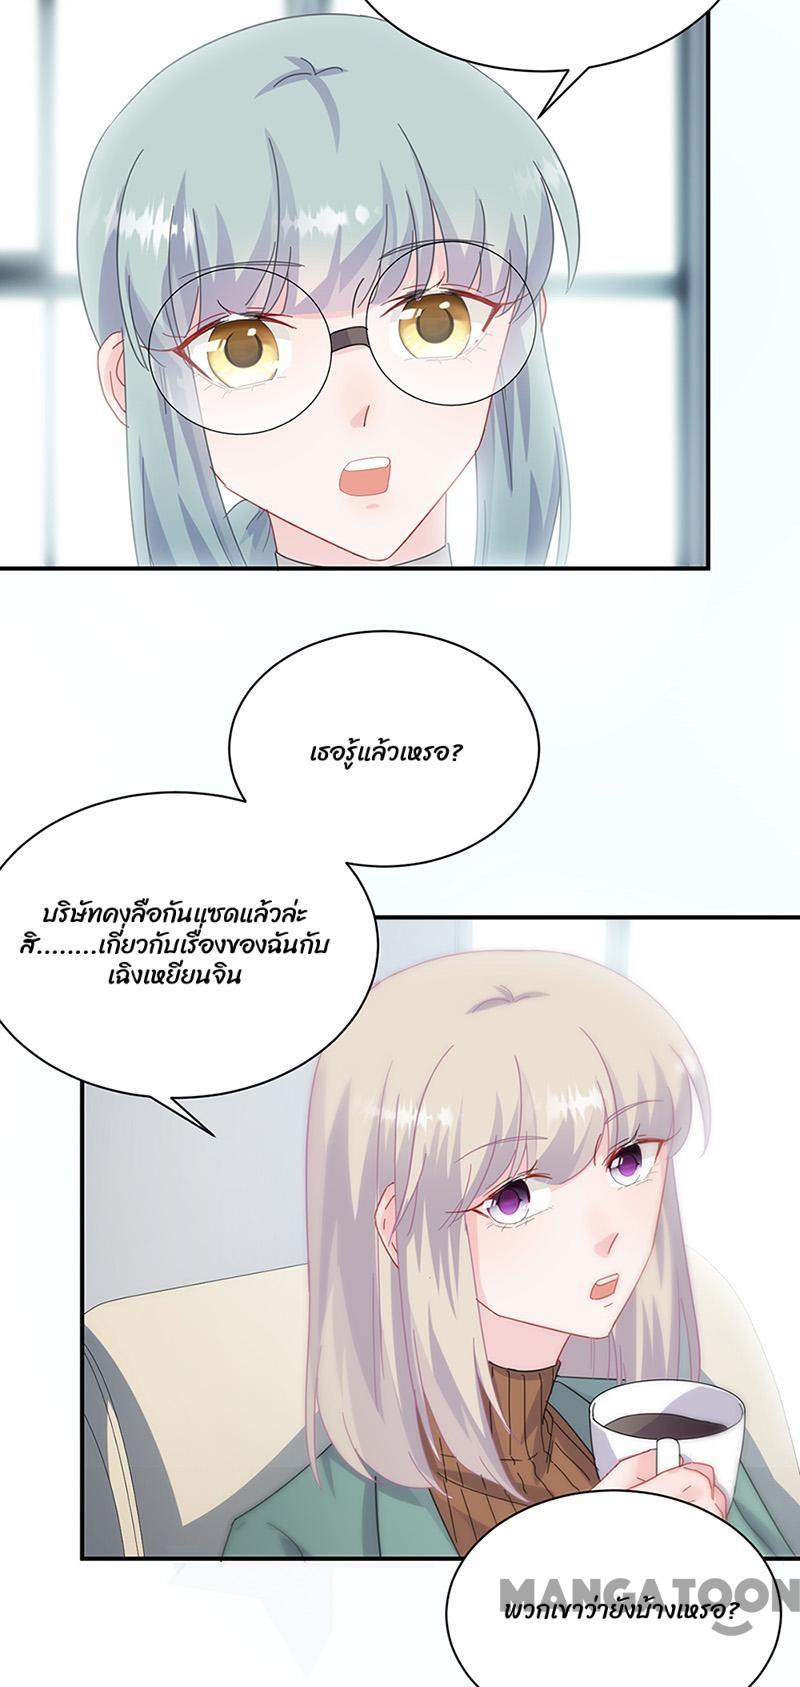 เธอรู้แล้วเหรอ?
บริษัทคงลือกันแซดแล้วล่ะ
สิ........เกี่ยวกับเรื่องของฉันกับ
เฉิงเหยียนจิน
MANGATOON
พวกเขาว่ายังบ้างเหรอ?